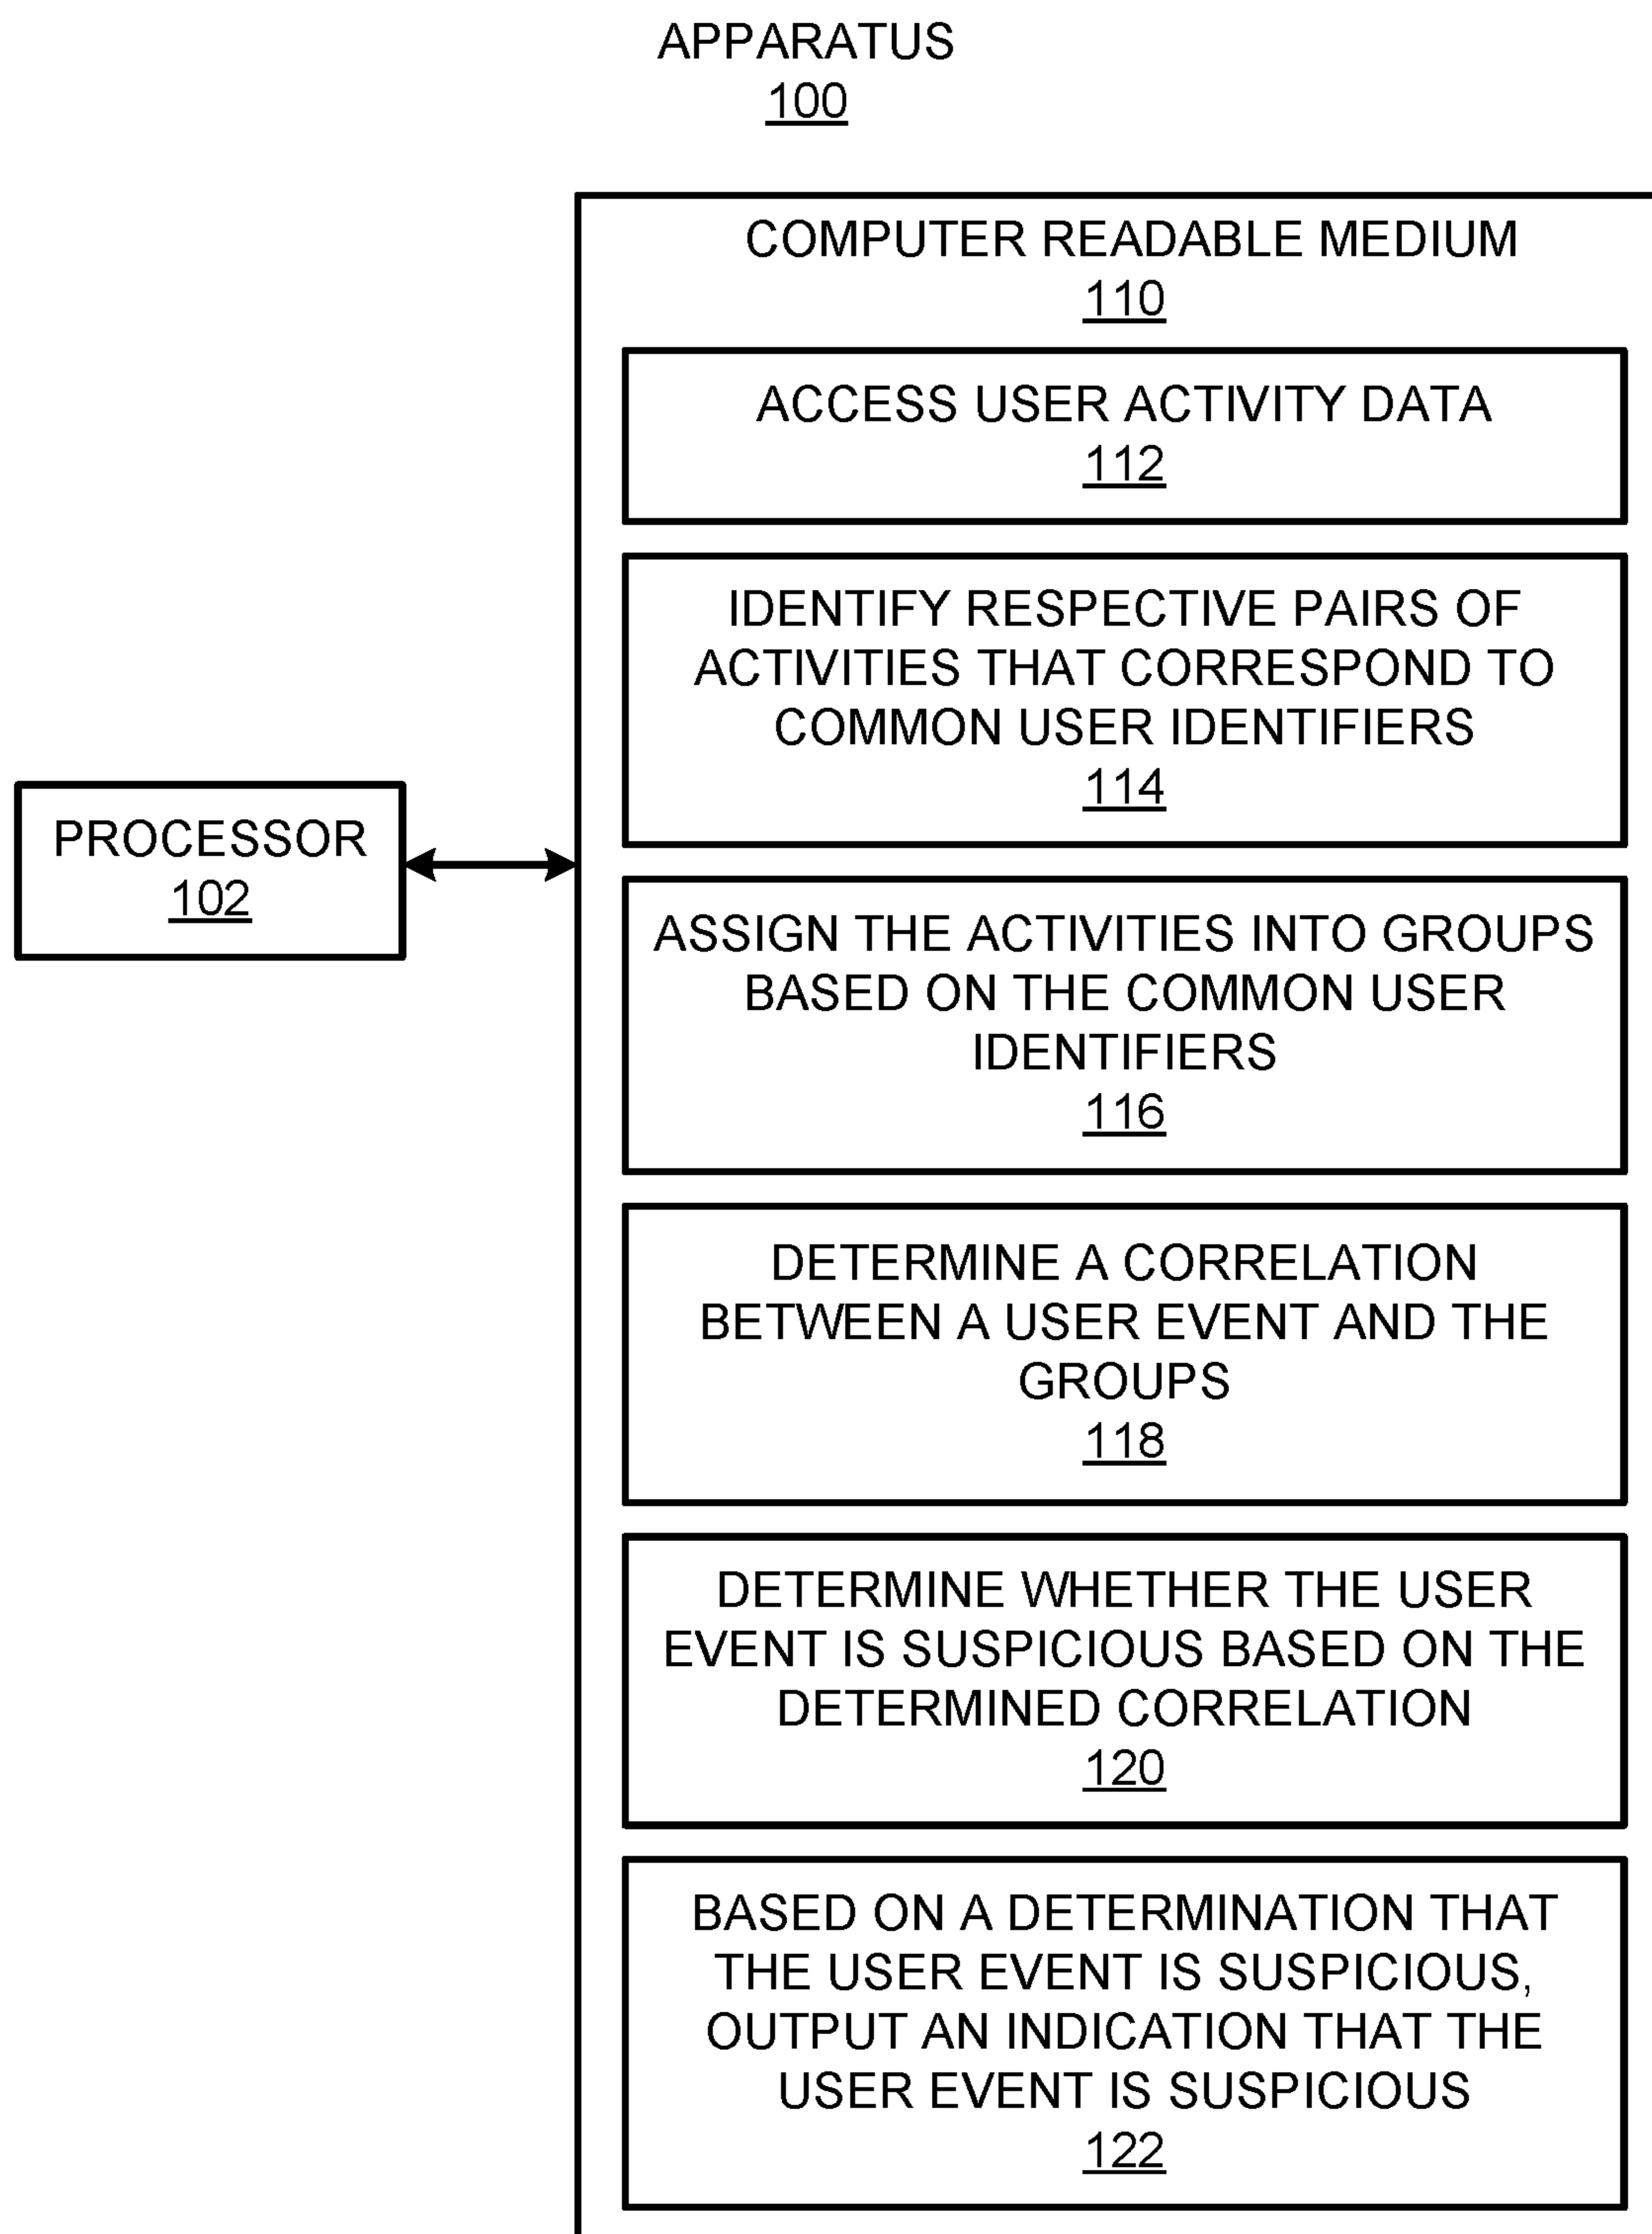 APPARATUS
100
COMPUTER READABLE MEDIUM
110
ACCESS USER ACTIVITY DATA
112
IDENTIFY RESPECTIVE PAIRS OF
ACTIVITIES THAT CORRESPOND TO
COMMON USER IDENTIFIERS
114
PROCESSOR
102
ASSIGN THE ACTIVITIES INTO GROUPS
BASED ON THE COMMON USER
IDENTIFIERS
116
DETERMINE A CORRELATION
BETWEEN A USER EVENT AND THE
GROUPS
118
DETERMINE WHETHER THE USER
EVENT IS SUSPICIOUS BASED ON THE
DETERMINED CORRELATION
120
BASED ON A DETERMINATION THAT
THE USER EVENT IS SUSPICIOUS,
OUTPUT AN INDICATION THAT THE
USER EVENT IS SUSPICIOUS
122